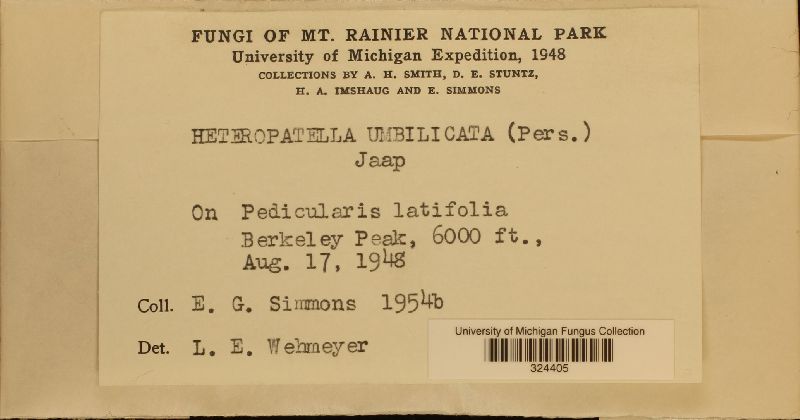 FUNGI OF MT. RAINIER NATIONAL PARK
University of Michigan Expedition, 1948
COLLECTIONS BY A. H. SMITH, D. E. STUNTZ,
H. A. IMSHAUG AND E. SIMMONS
HETEROPATELLA UMBILICATA (Pers.)
Jaap
On Pedicularis latifolia
Berkeley Peak, 6000 ft.,
Aug. 17, 1948
Coll. E. G. Simmons 1954b
Det. L. E. Wehmeyer
University of Michigan Fungus Collection
324405